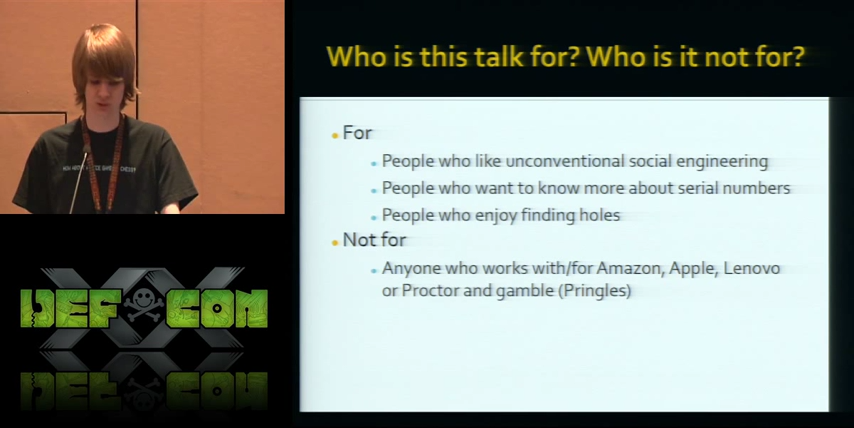 Who is this talk for? Who is it not for?
For
People who like unconventional social engineering
People who want to know more about serial numbers
People who enjoy finding holes
Not for
Anyone who works with/for Amazon, Apple, Lenovo
or Proctor and gamble (Pringles)
DEF CON
XX